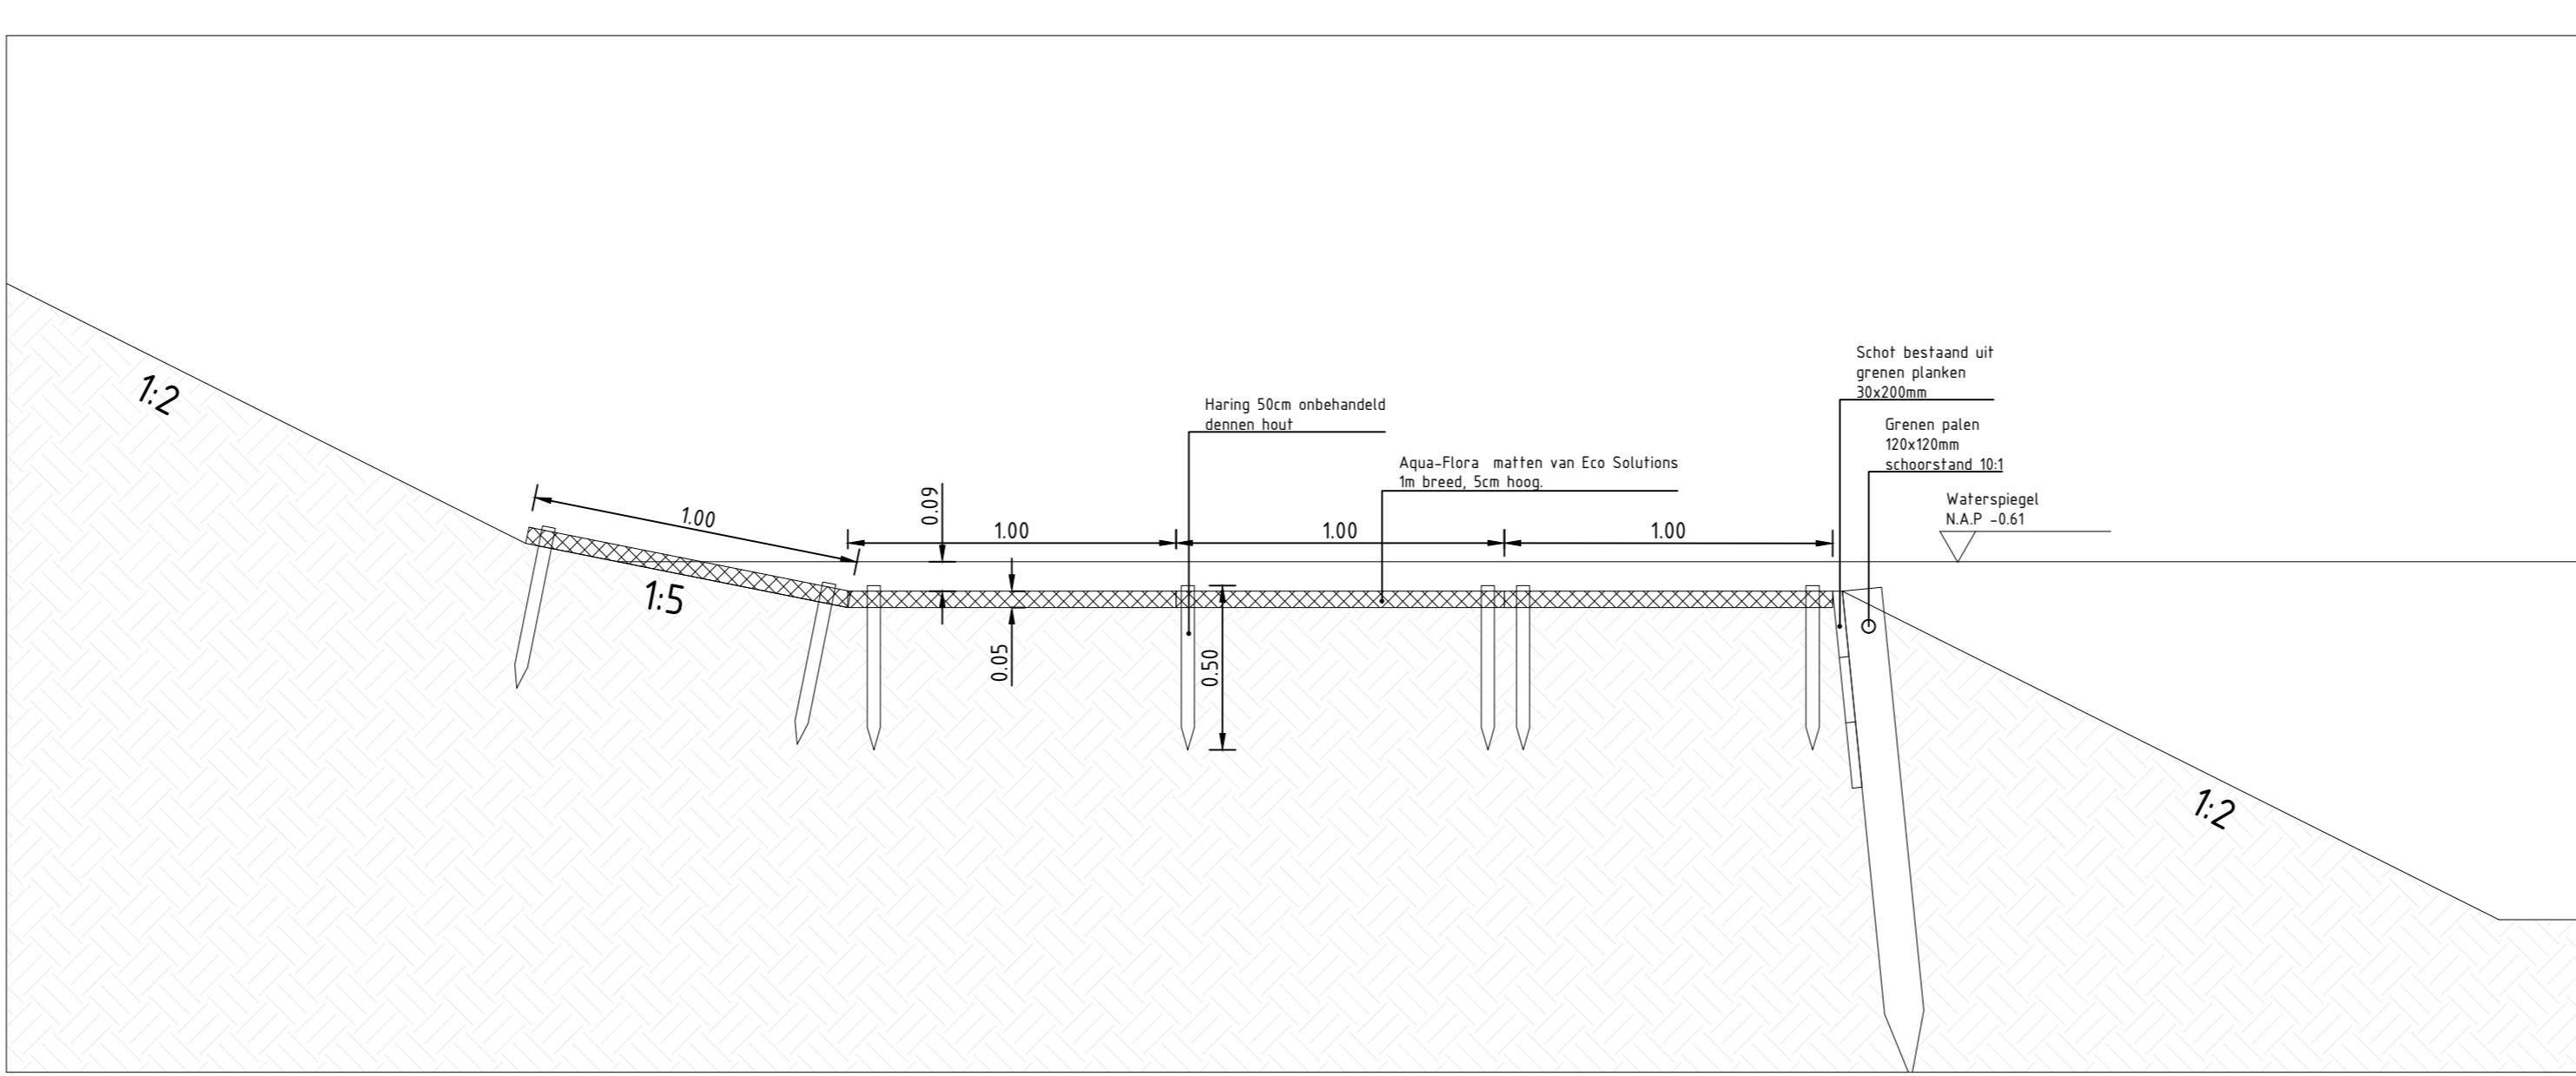 Schot bestaand uit
grenen planken
30x200mm
Haring 50cm onbehandeld
dennen hout
Grenen palen
120x120mm
schoorstand 10:1
Aqua-Flora  matten van Eco Solutions
1m breed, 5cm hoog.
Waterspiegel
N.A.P -0.61
1:2
1.00
0.09
1.00
1.00
1.00
1:5
0.05
0.50
1:2